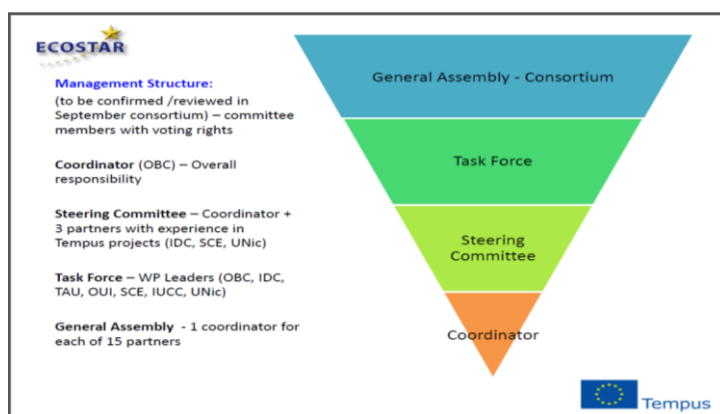 ECOSTAR
Management Structure:
(to be confirmed /reviewed in
September consortium) – committee
members with voting rights
Coordinator (OBC) – Overall
responsibility
Steering Committee – Coordinator +
3 partners with experience in
Tempus projects (IDC, SCE, UNic)
Task Force – WP Leaders (OBC, IDC,
TAU, OUI, SCE, IUCC, UNic)
General Assembly - 1 coordinator for
each of 15 partners
General Assembly - Consortium
Task Force
Steering
Committee
Coordinator
Tempus